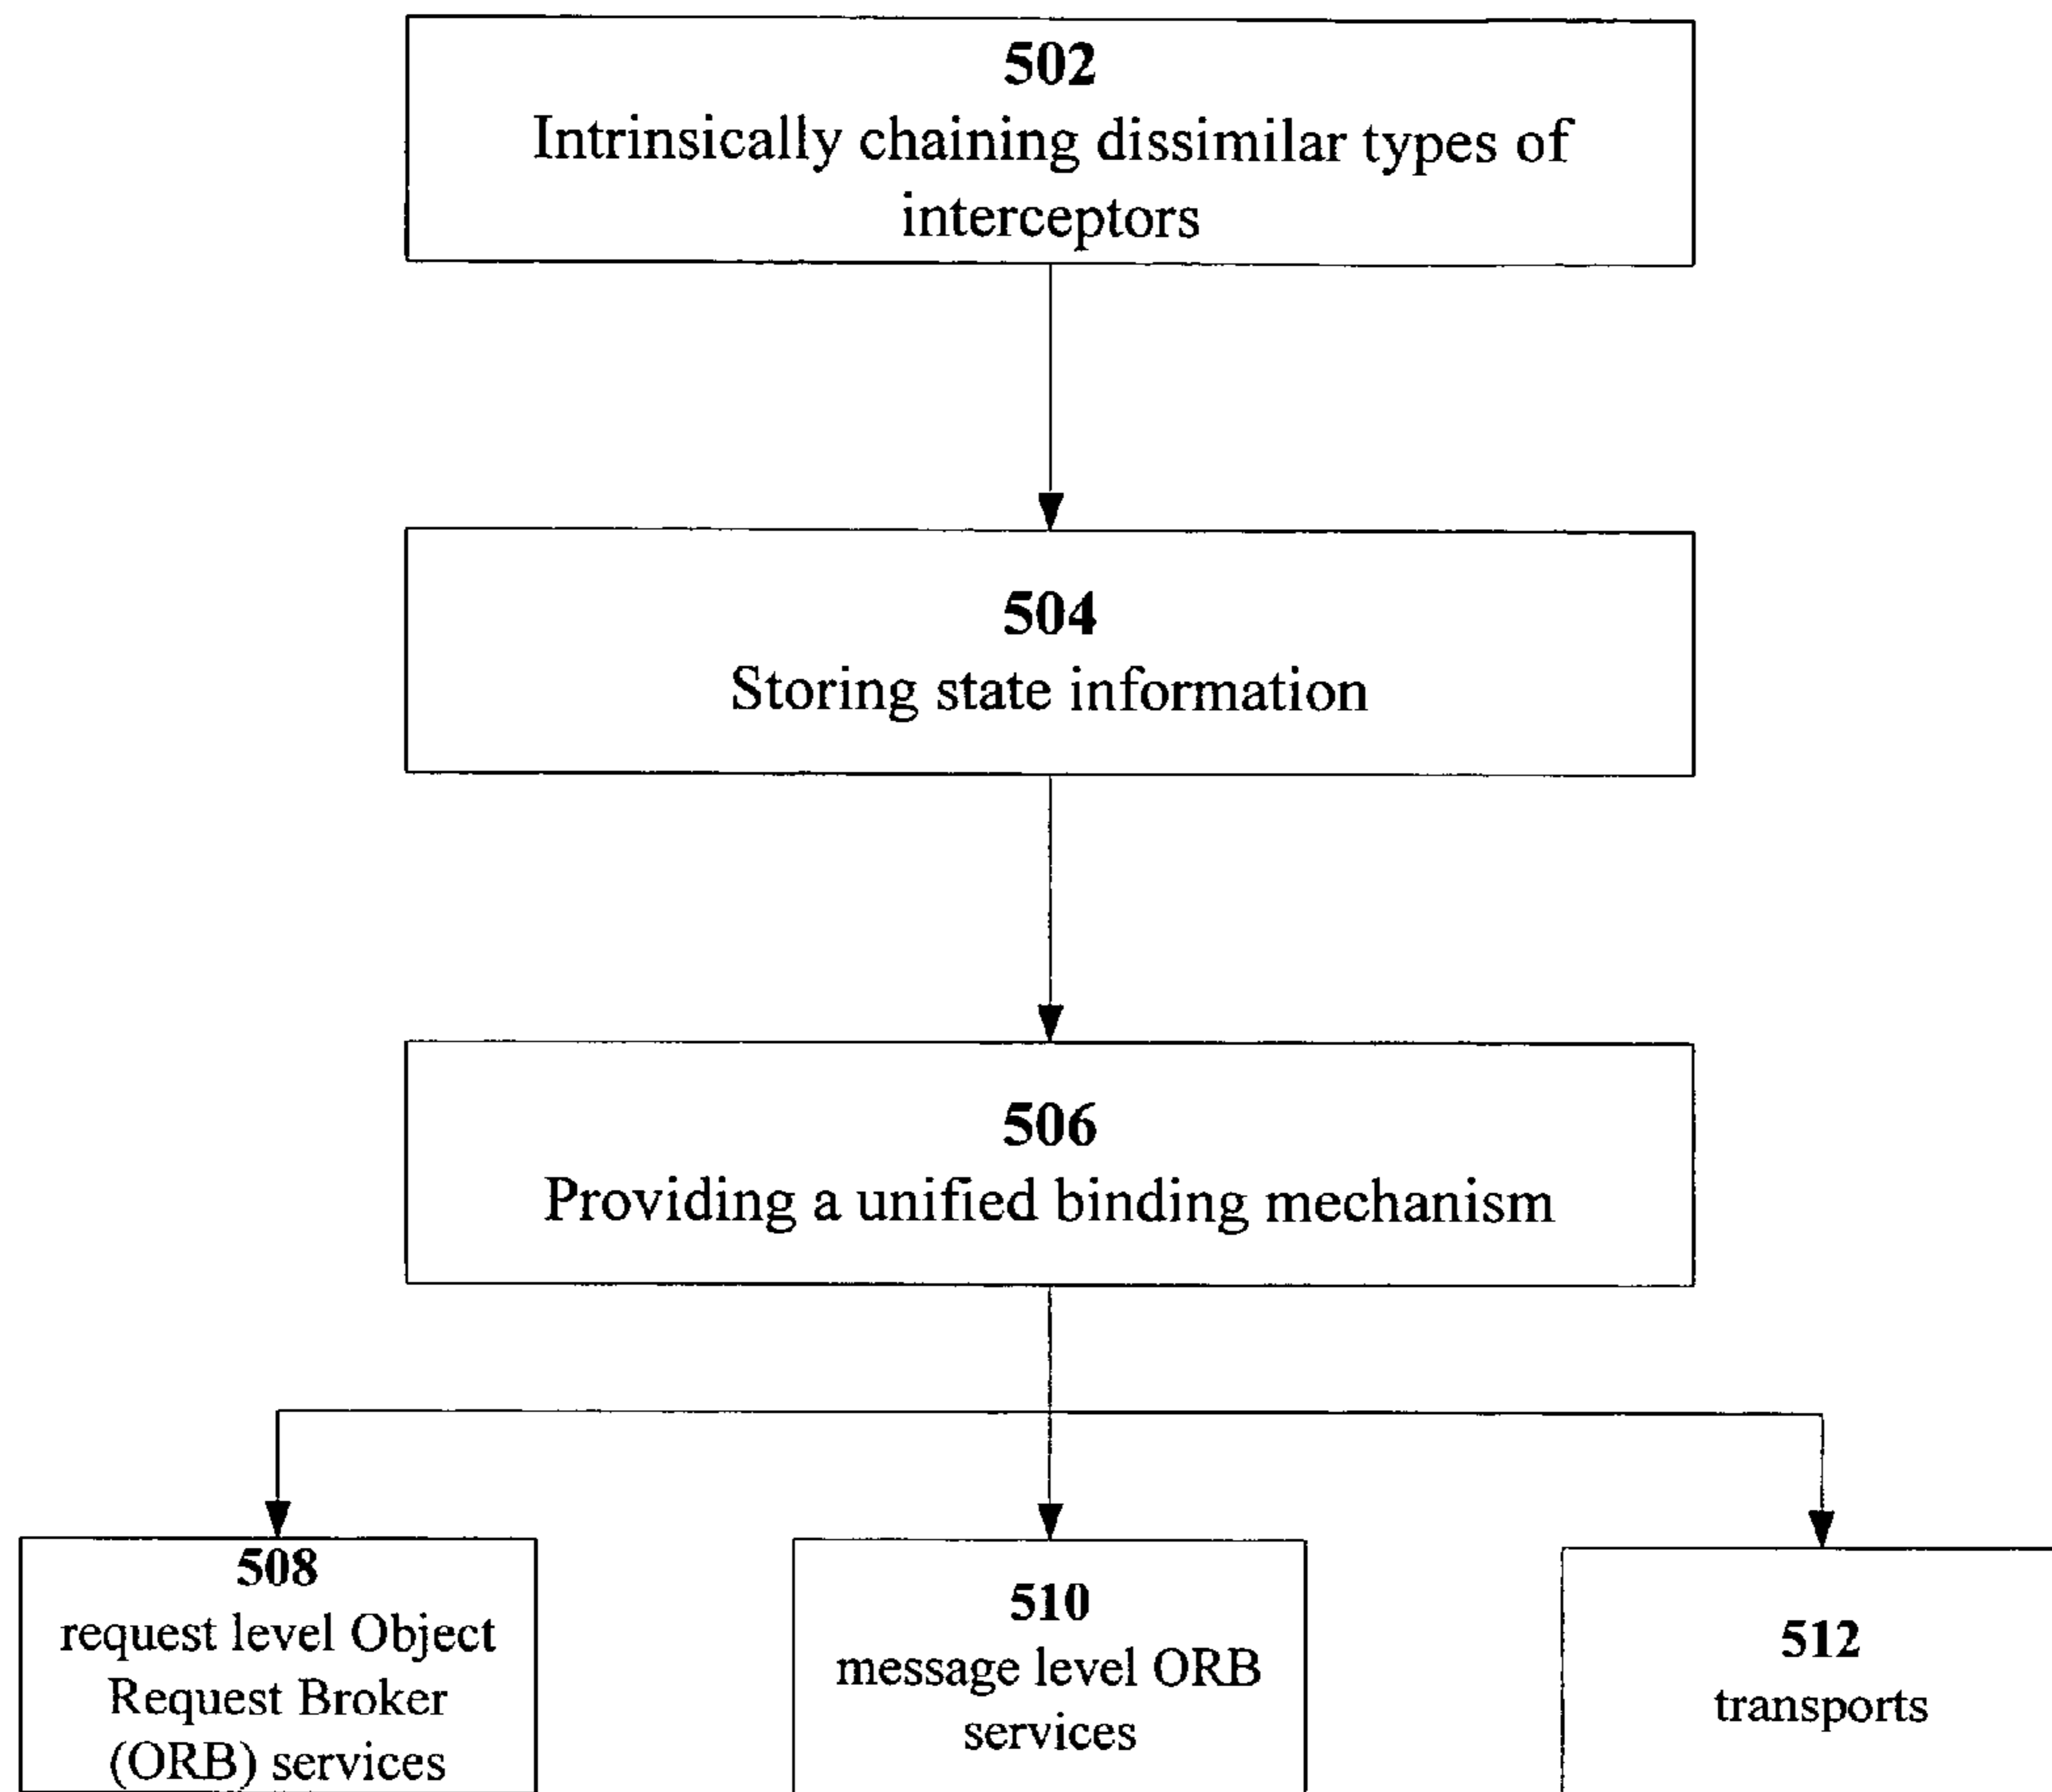 502
Intrinsically chaining dissimilar types of
interceptors
504
Storing state information
506
Providing a unified binding mechanism
508
request level Object
Request Broker
(ORB) services
510
message level ORB
services
512
transports